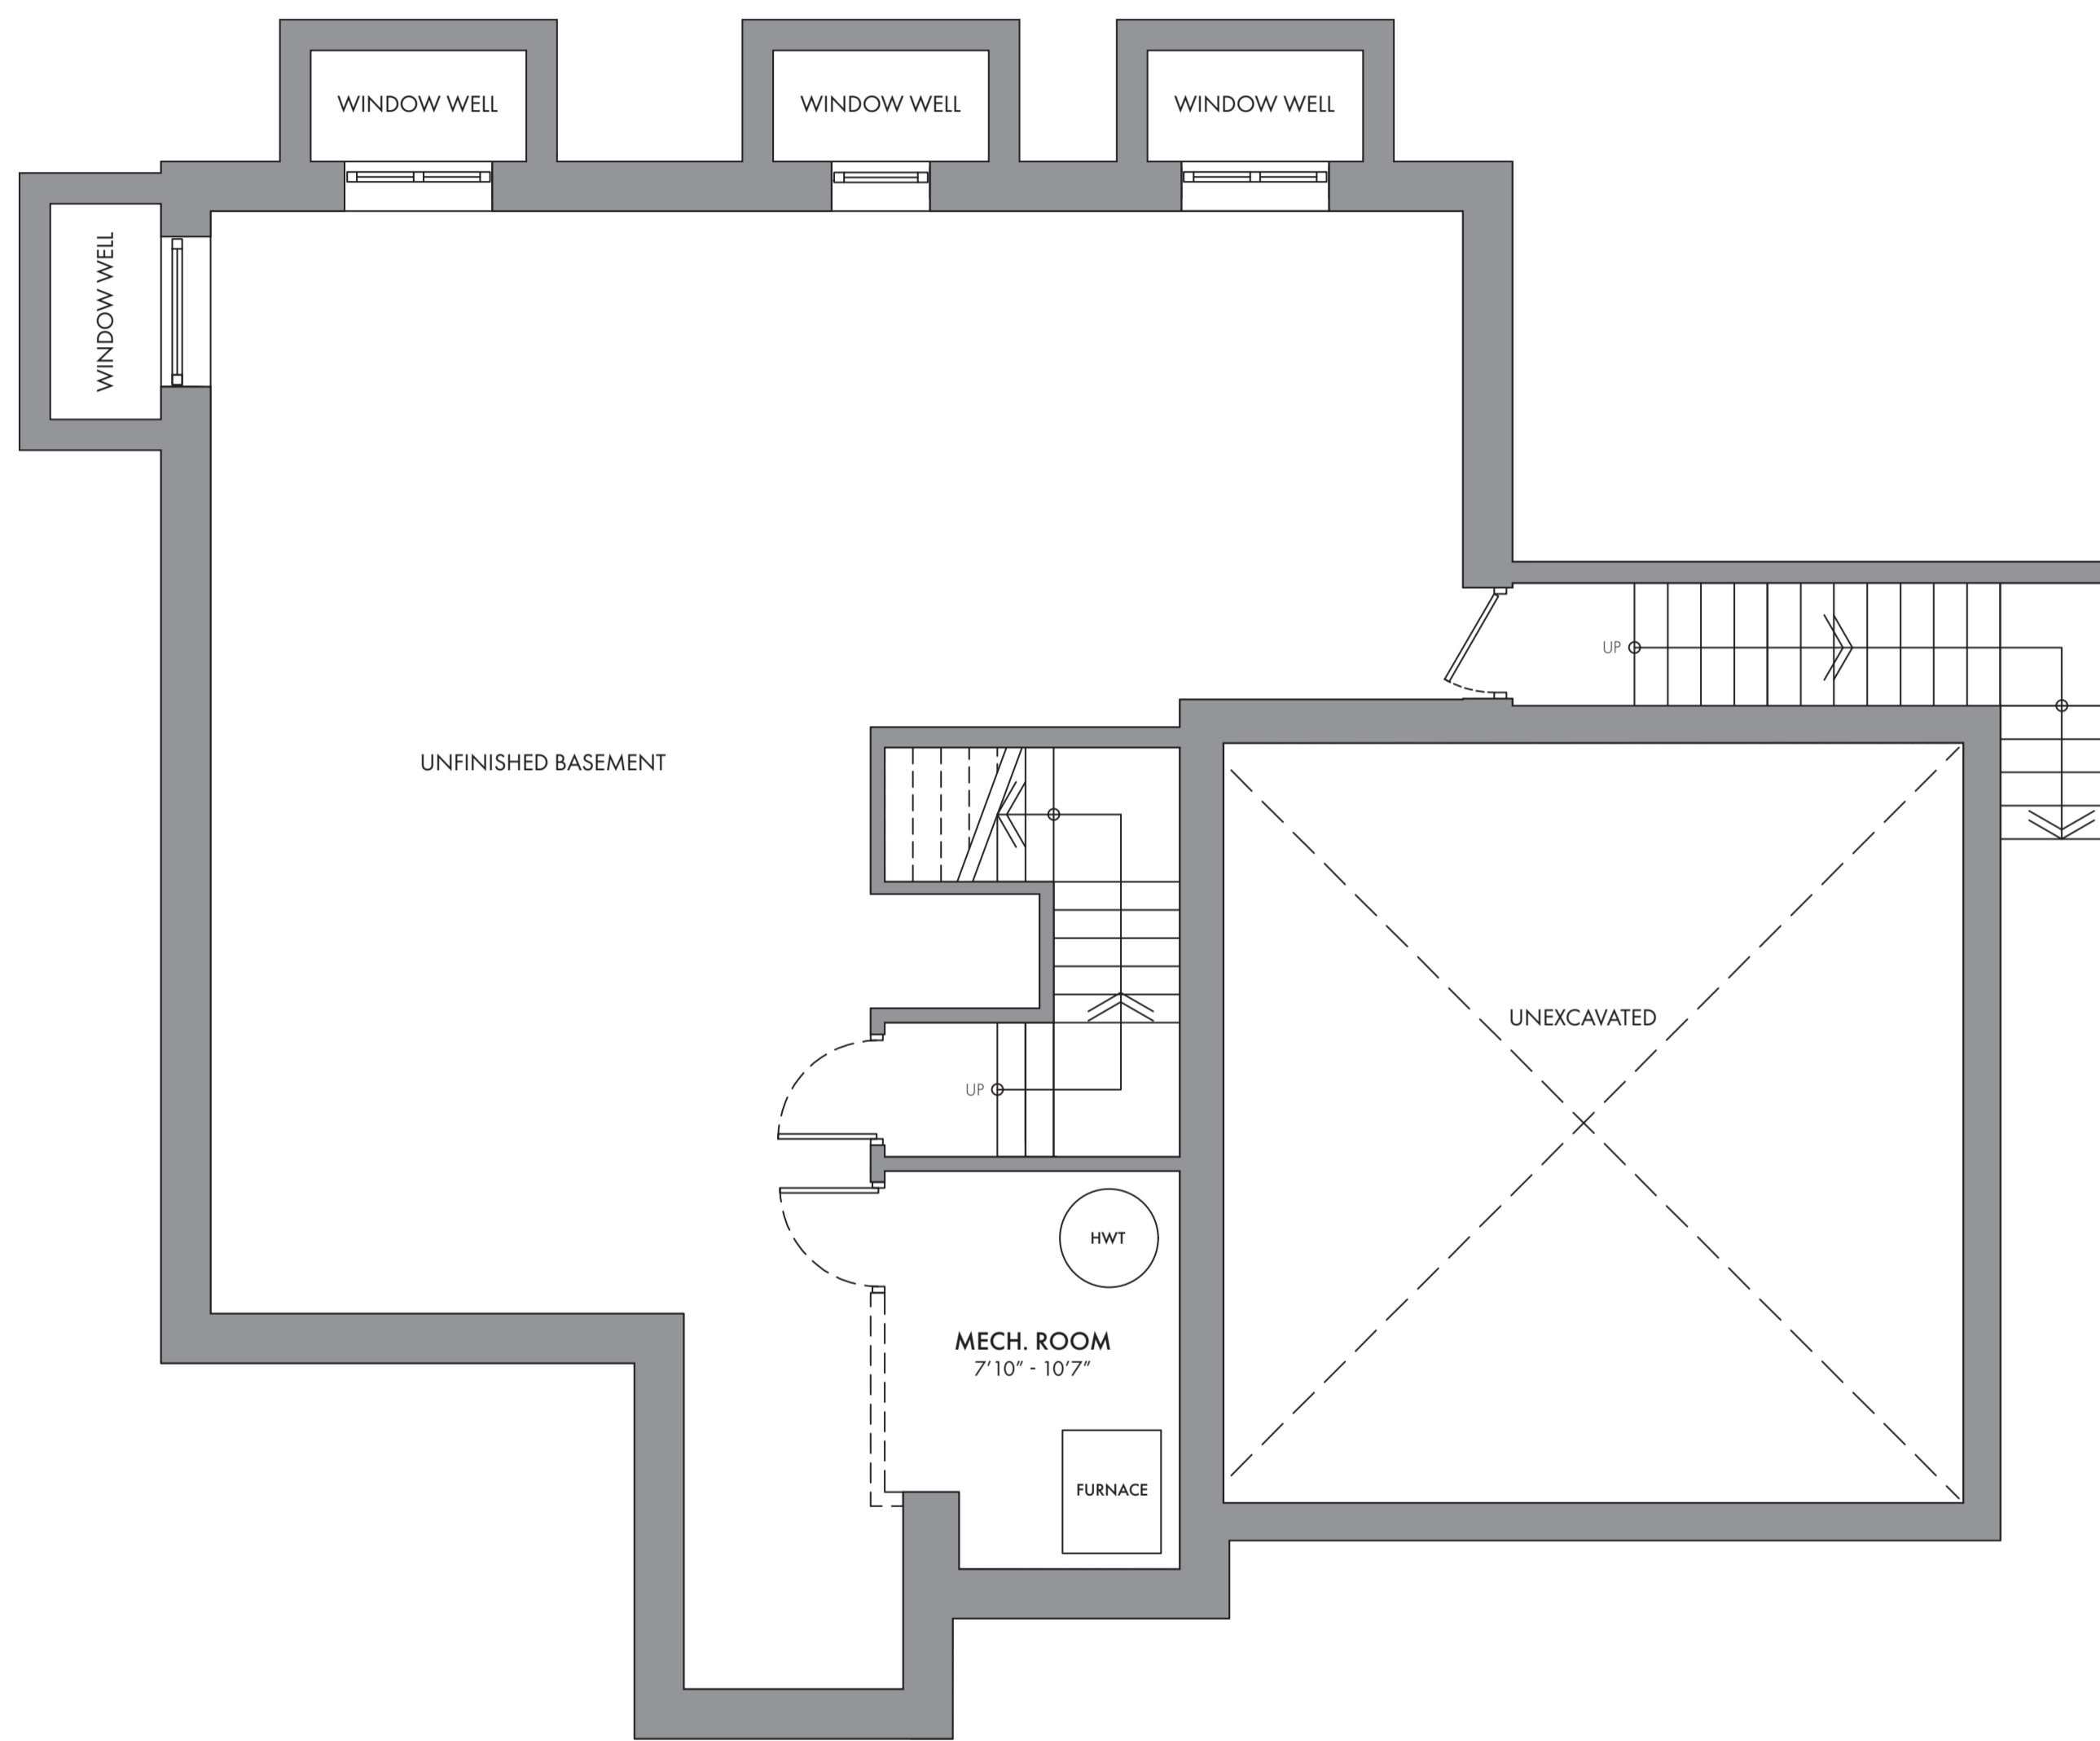 WINDOW WELL
WINDOW WELL
WINDOW WELL
WINDOW WELL
UP
UNFINISHED BASEMENT
UNEXCAVATED
UP
HWT
MECH. ROOM
7’10” - 10’7”
FURNACE